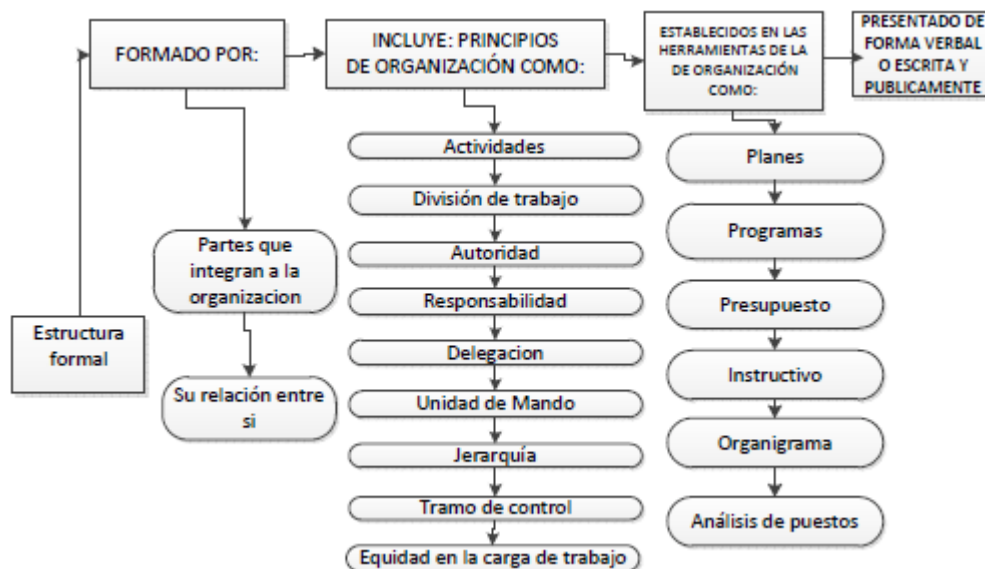 FORMADO POR:
INCLUYE: PRINCIPIOS
DE ORGANIZACIÓN COMO:
ESTABLECIDOS EN LAS
HERRAMIENTAS DE LA
DE ORGANIZACIÓN
COMO:
PRESENTADO DE
FORMA VERBAL
O ESCRITA Y
PUBLICAMENTE
Estructura
formal
Partes que
integran a la
organizacion
Su relación entre
si
Actividades
División de trabajo
Autoridad
Responsabilidad
Delegacion
Unidad de Mando
Jerarquía
Tramo de control
Equidad en la carga de trabajo
Planes
Programas
Presupuesto
Instructivo
Organigrama
Análisis de puestos